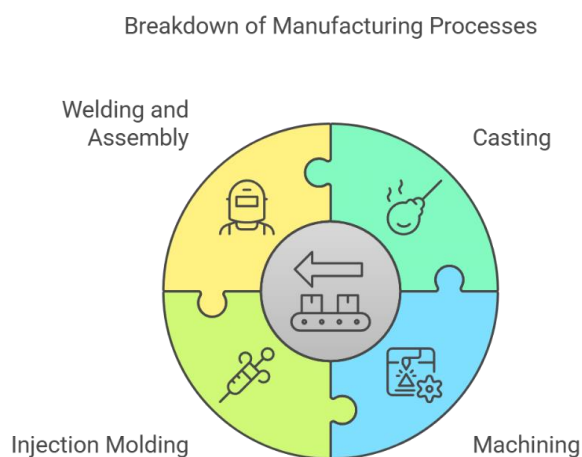 Breakdown of Manufacturing Processes
Welding and
Assembly
Casting
Injection Molding
Machining